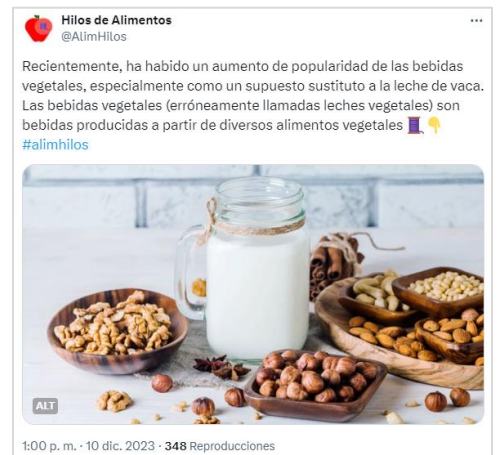 Hilos de Alimentos
@AlimHilos
Recientemente, ha habido un aumento de popularidad de las bebidas
vegetales, especialmente como un supuesto sustituto a la leche de vaca.
Las bebidas vegetales (erróneamente llamadas leches vegetales) son
bebidas producidas a partir de diversos alimentos vegetales 🧵👇
#alimhilos
ALT
1:00 p. m. · 10 dic. 2023 · 348 Reproducciones